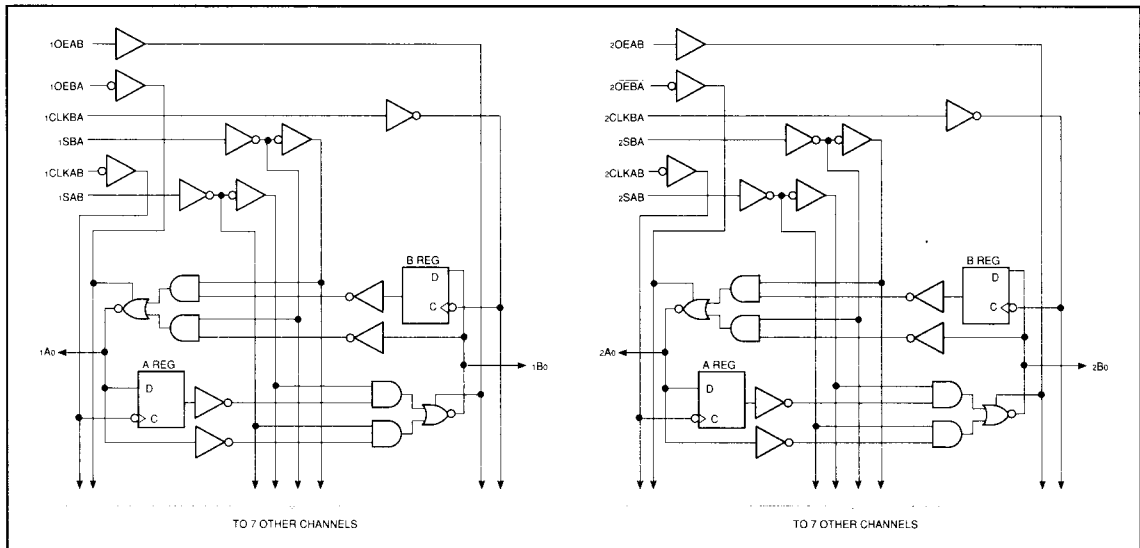 1OEAB
1OEBA
1CLKBA
1SBA
1CLKAB
1SAB
B REG
D
C
1A0
1B0
A REG
D
C
TO 7 OTHER CHANNELS
2OEAB
2O̅E̅B̅A̅
2CLKBA
2SBA
2CLKAB
2SAB
B REG
D
C
2A0
2B0
A REG
D
C
TO 7 OTHER CHANNELS